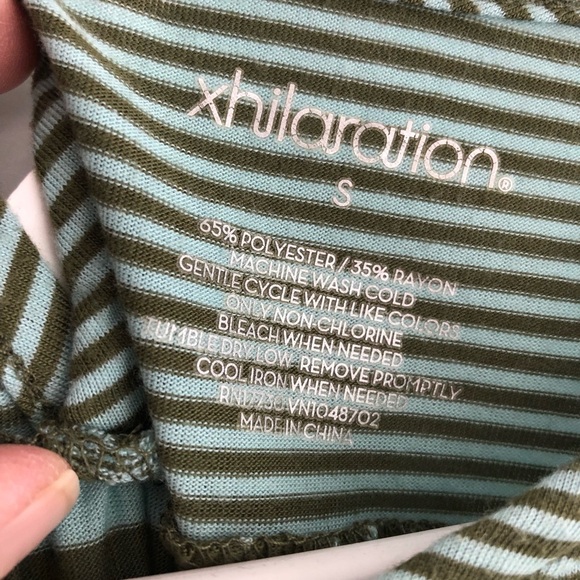 xhilaration®
S
65% POLYESTER / 35% RAYON
MACHINE WASH COLD
GENTLE CYCLE WITH LIKE COLORS
ONLY NON-CHLORINE
BLEACH WHEN NEEDED
TUMBLE DRY LOW REMOVE PROMPTLY
COOL IRON WHEN NEEDED
VN1048702
MADE IN CHINA